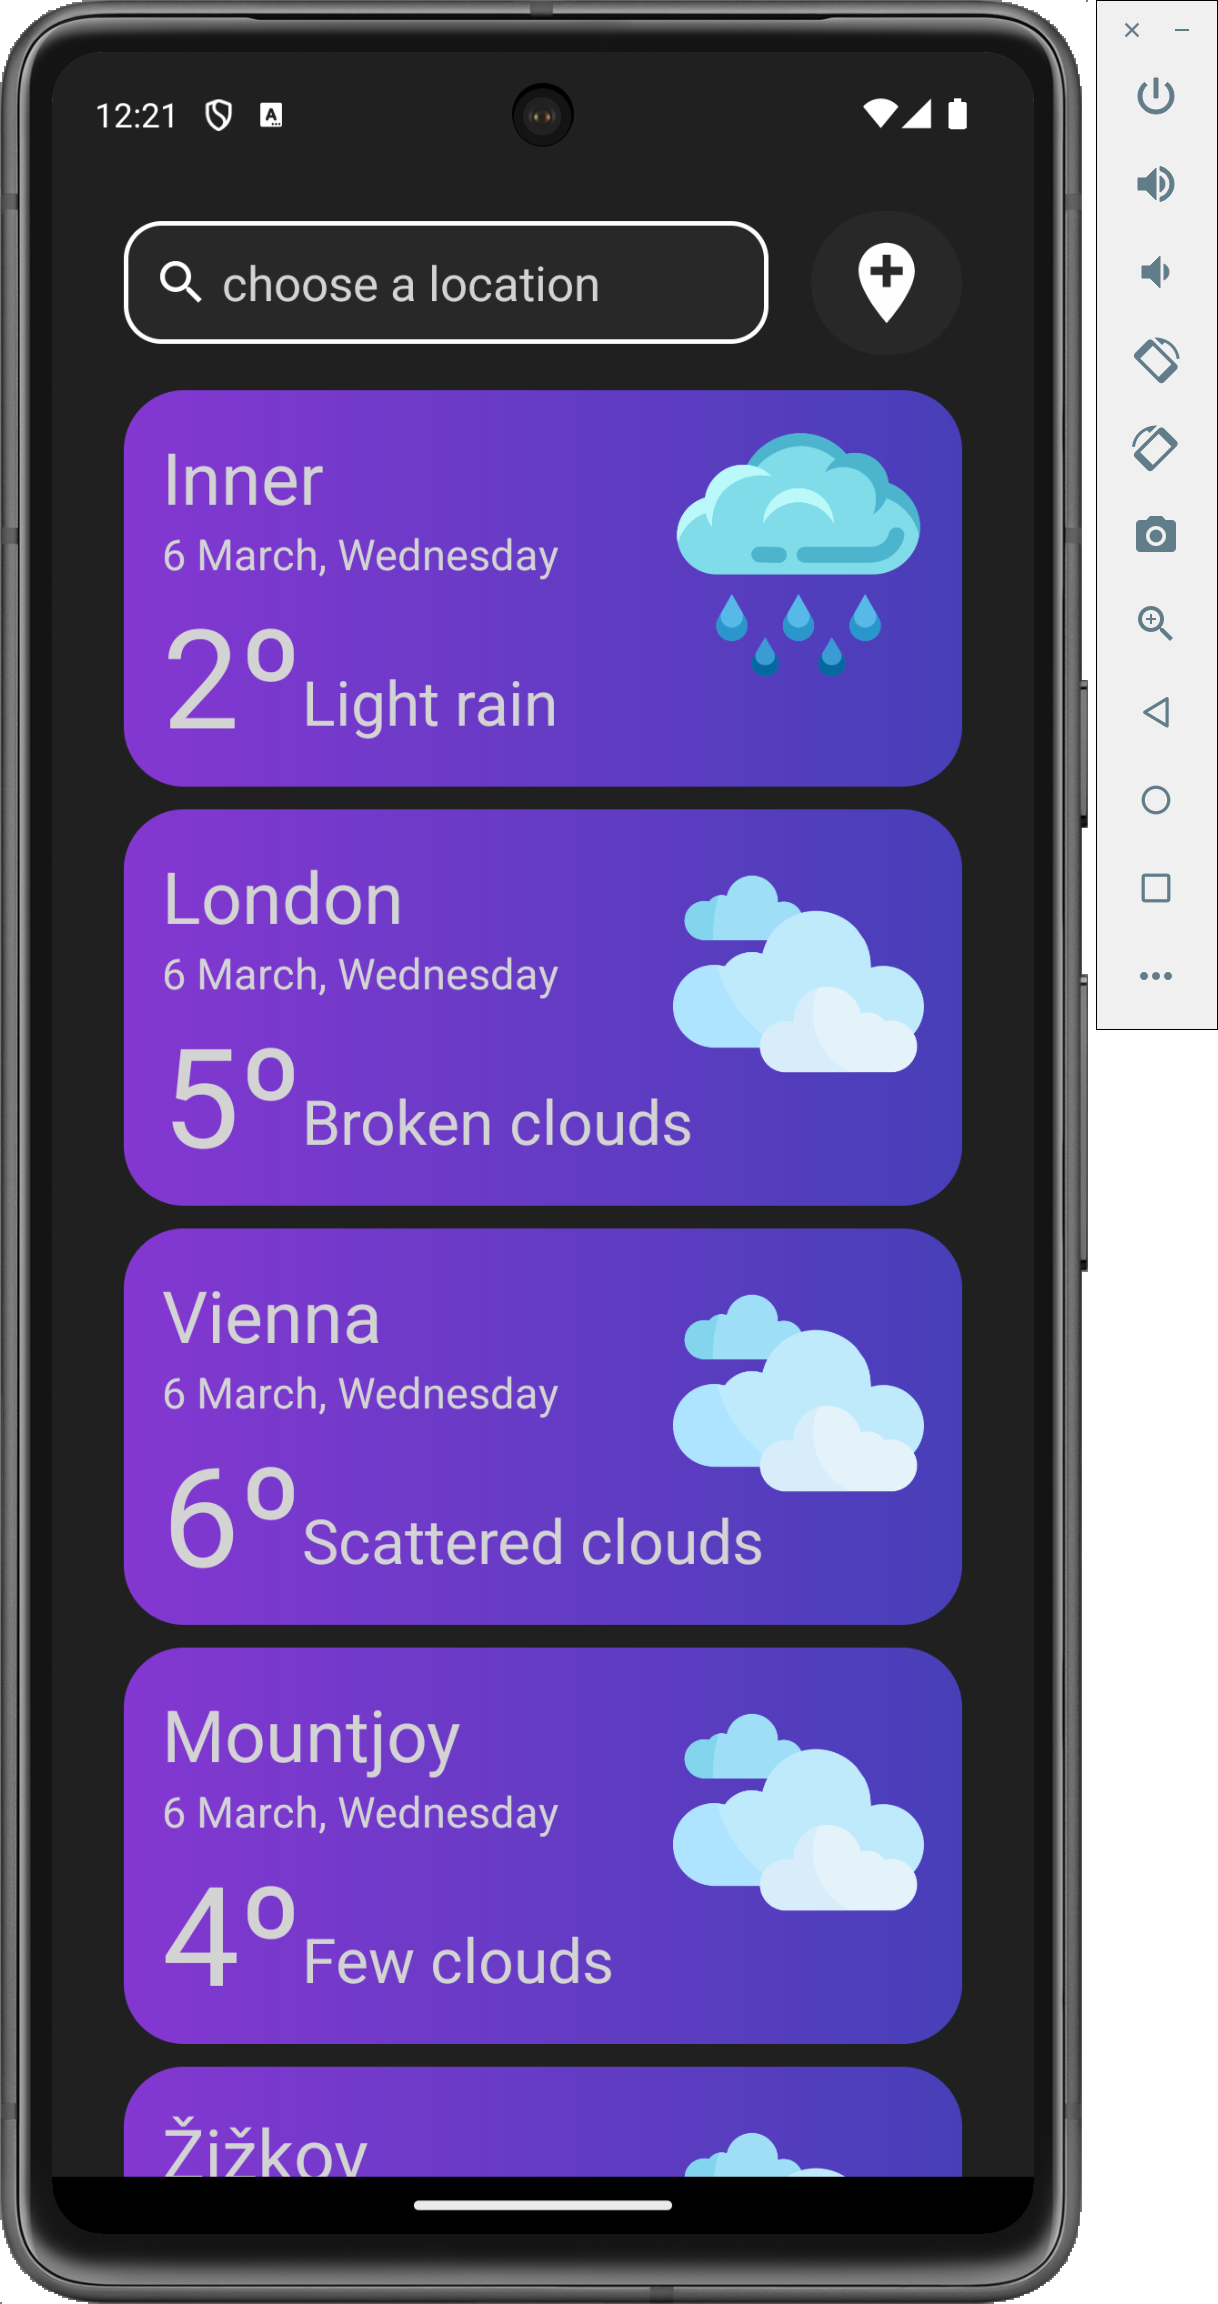 12:21
choose a location
Inner
6 March, Wednesday
2°
Light rain
London
6 March, Wednesday
5°
Broken clouds
Vienna
6 March, Wednesday
6°
Scattered clouds
Mountjoy
6 March, Wednesday
4°
Few clouds
Žižkov